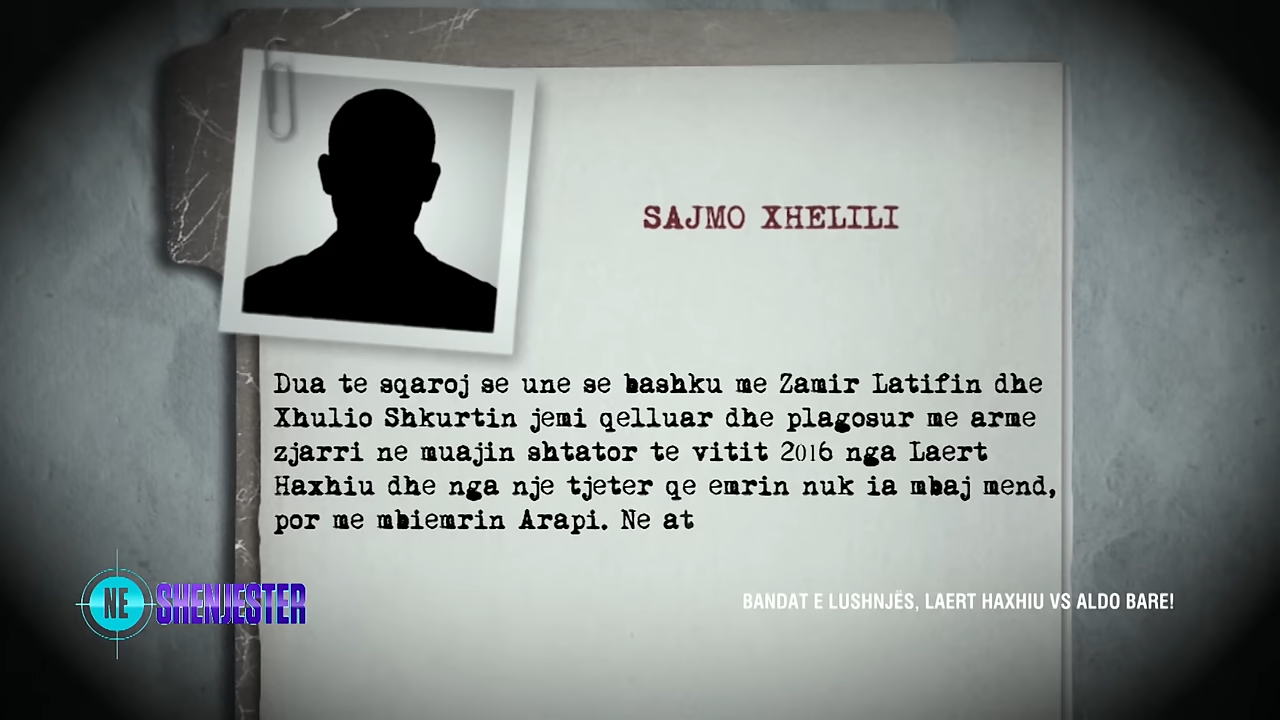 SAJMO XHELILI
Dua te sqaroj se une se bashku me Zamir Latifin dhe
Xhulio Shkurtin jemi qelluar dhe plagosur me arme
zjarri ne muajin shtator te vitit 2016 nga Laert
Haxhiu dhe nga nje tjeter qe emrin nuk ia mbaj mend,
por me mbiemrin Arapi. Ne at
NE SHENJESTER
BANDAT E LUSHNJËS, LAERT HAXHIU VS ALDO BARE!